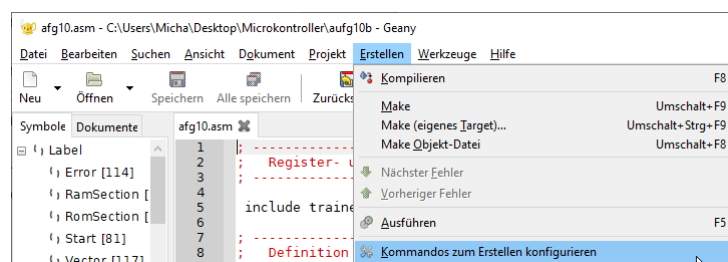 afg10.asm - C:\Users\Micha\Desktop\Microkontroller\aufg10b - Geany
Datei Bearbeiten Suchen Ansicht Dokument Projekt Erstellen Werkzeuge Hilfe
Neu Öffnen Speichern Alle speichern Zurücks
Symbole Dokumente afg10.asm
Label
Error [114]
RamSection [
RomSection [
Start [81]
Vector [117]
1 ; -----------
2 ; Register- u
3 ; -----------
4
5 include traine
6
7 ; -----------
8 ; Definition
Kompilieren F8
Make Umschalt+F9
Make (eigenes Target)... Umschalt+Strg+F9
Make Objekt-Datei Umschalt+F8
Nächster Fehler
Vorheriger Fehler
Ausführen F5
Kommandos zum Erstellen konfigurieren